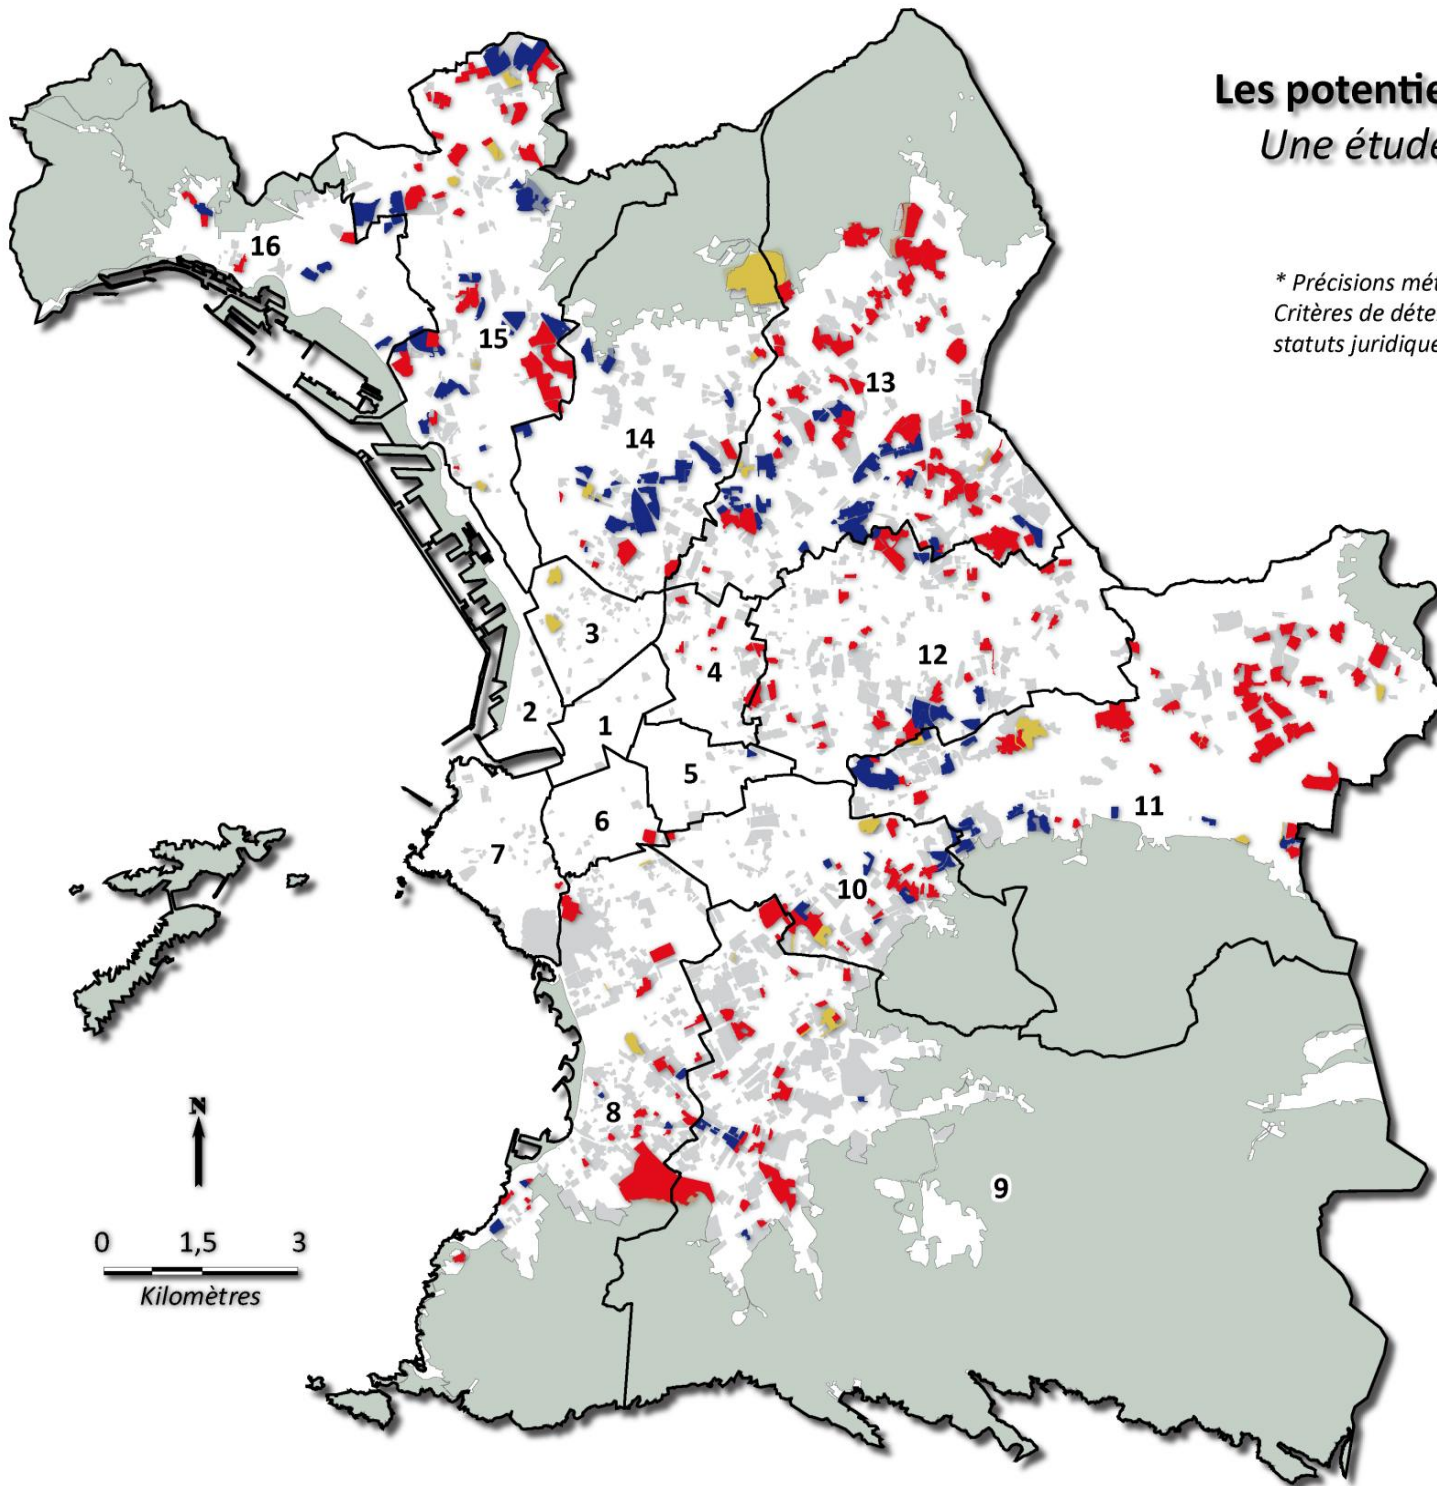 Les potentie
Une étude
* Précisions mét
Critères de déte
statuts juridique
16
15
13
14
3
12
4
2
1
5
11
6
7
10
8
9
N
0 1,5 3
Kilomètres